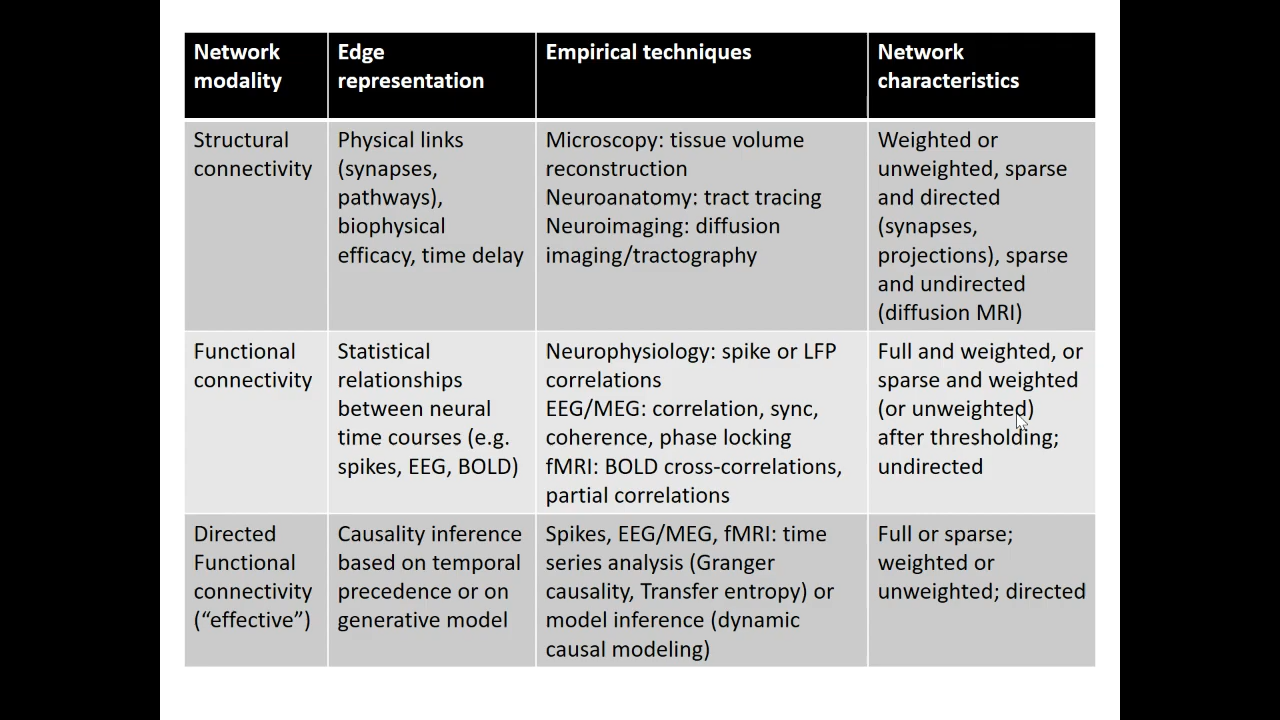 Network
modality
Edge
representation
Empirical techniques
Network
characteristics
Structural
connectivity
Physical links
(synapses,
pathways),
biophysical
efficacy, time delay
Microscopy: tissue volume
reconstruction
Neuroanatomy: tract tracing
Neuroimaging: diffusion
imaging/tractography
Weighted or
unweighted, sparse
and directed
(synapses,
projections), sparse
and undirected
(diffusion MRI)
Functional
connectivity
Statistical
relationships
between neural
time courses (e.g.
spikes, EEG, BOLD)
Neurophysiology: spike or LFP
correlations
EEG/MEG: correlation, sync,
coherence, phase locking
fMRI: BOLD cross-correlations,
partial correlations
Full and weighted, or
sparse and weighted
(or unweighted)
after thresholding;
undirected
Directed
Functional
connectivity
(“effective”)
Causality inference
based on temporal
precedence or on
generative model
Spikes, EEG/MEG, fMRI: time
series analysis (Granger
causality, Transfer entropy) or
model inference (dynamic
causal modeling)
Full or sparse;
weighted or
unweighted; directed